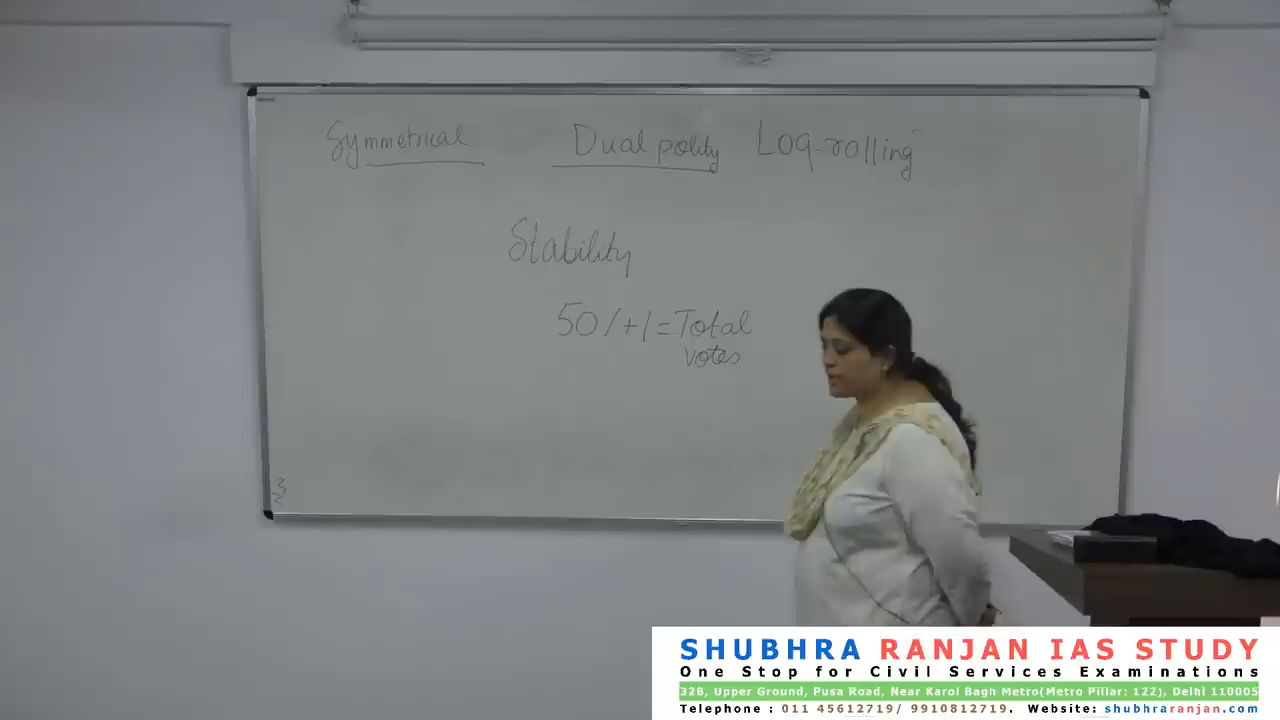 Symmetrical Dual polity Log-rolling
Stability
50/+1=Total
votes
SHUBHRA RANJAN IAS STUDY
One Stop for Civil Services Examinations
32B, Upper Ground, Pusa Road, Near Karol Bagh Metro(Metro Pillar: 122), Delhi 110005
Telephone : 011 45612719/ 9910812719. Website: shubhraranjan.com